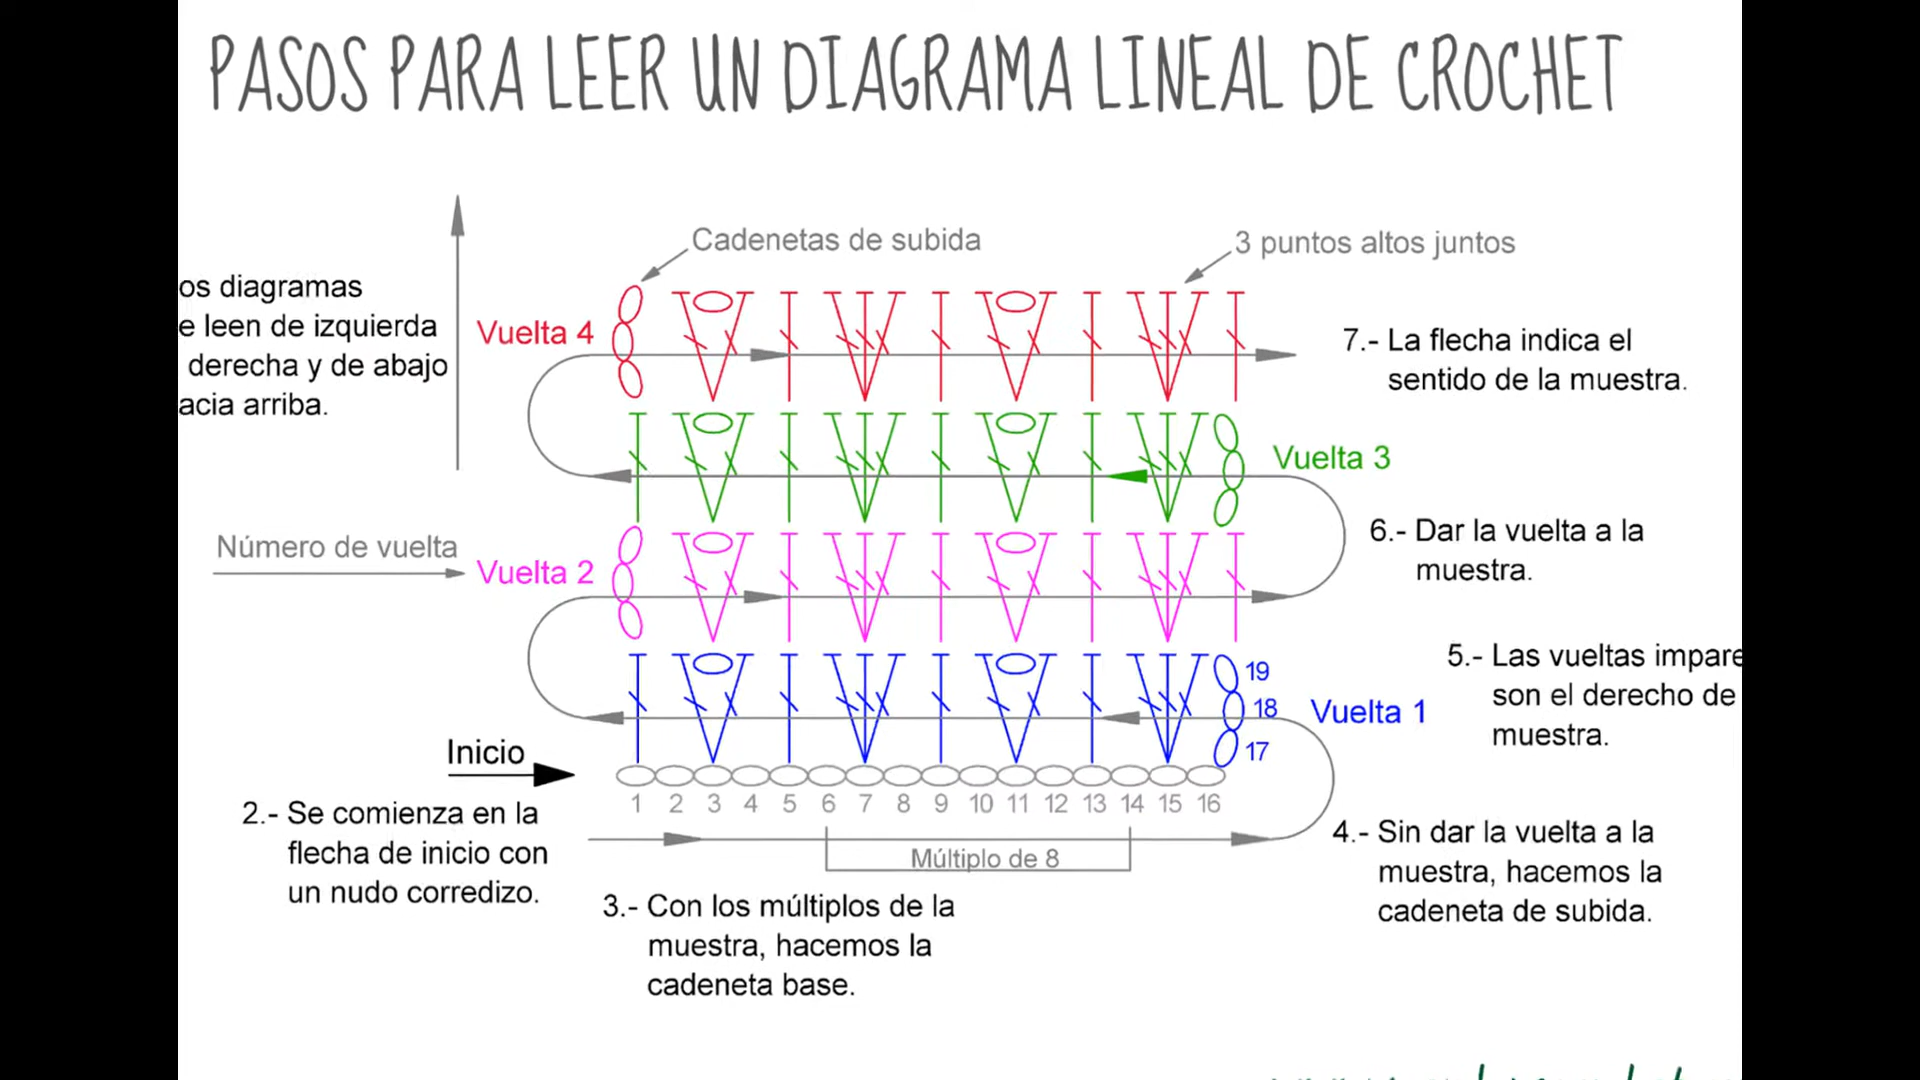 PASOS PARA LEER UN DIAGRAMA LINEAL DE CROCHET
Cadenetas de subida
3 puntos altos juntos
os diagramas
e leen de izquierda
derecha y de abajo
acia arriba.
Vuelta 4
7.- La flecha indica el
sentido de la muestra.
Vuelta 3
Número de vuelta
Vuelta 2
6.- Dar la vuelta a la
muestra.
5.- Las vueltas impare
son el derecho de
muestra.
19
18
17
Vuelta 1
Inicio
1 2 3 4 5 6 7 8 9 10 11 12 13 14 15 16
2.- Se comienza en la
flecha de inicio con
un nudo corredizo.
Múltiplo de 8
4.- Sin dar la vuelta a la
muestra, hacemos la
cadeneta de subida.
3.- Con los múltiplos de la
muestra, hacemos la
cadeneta base.